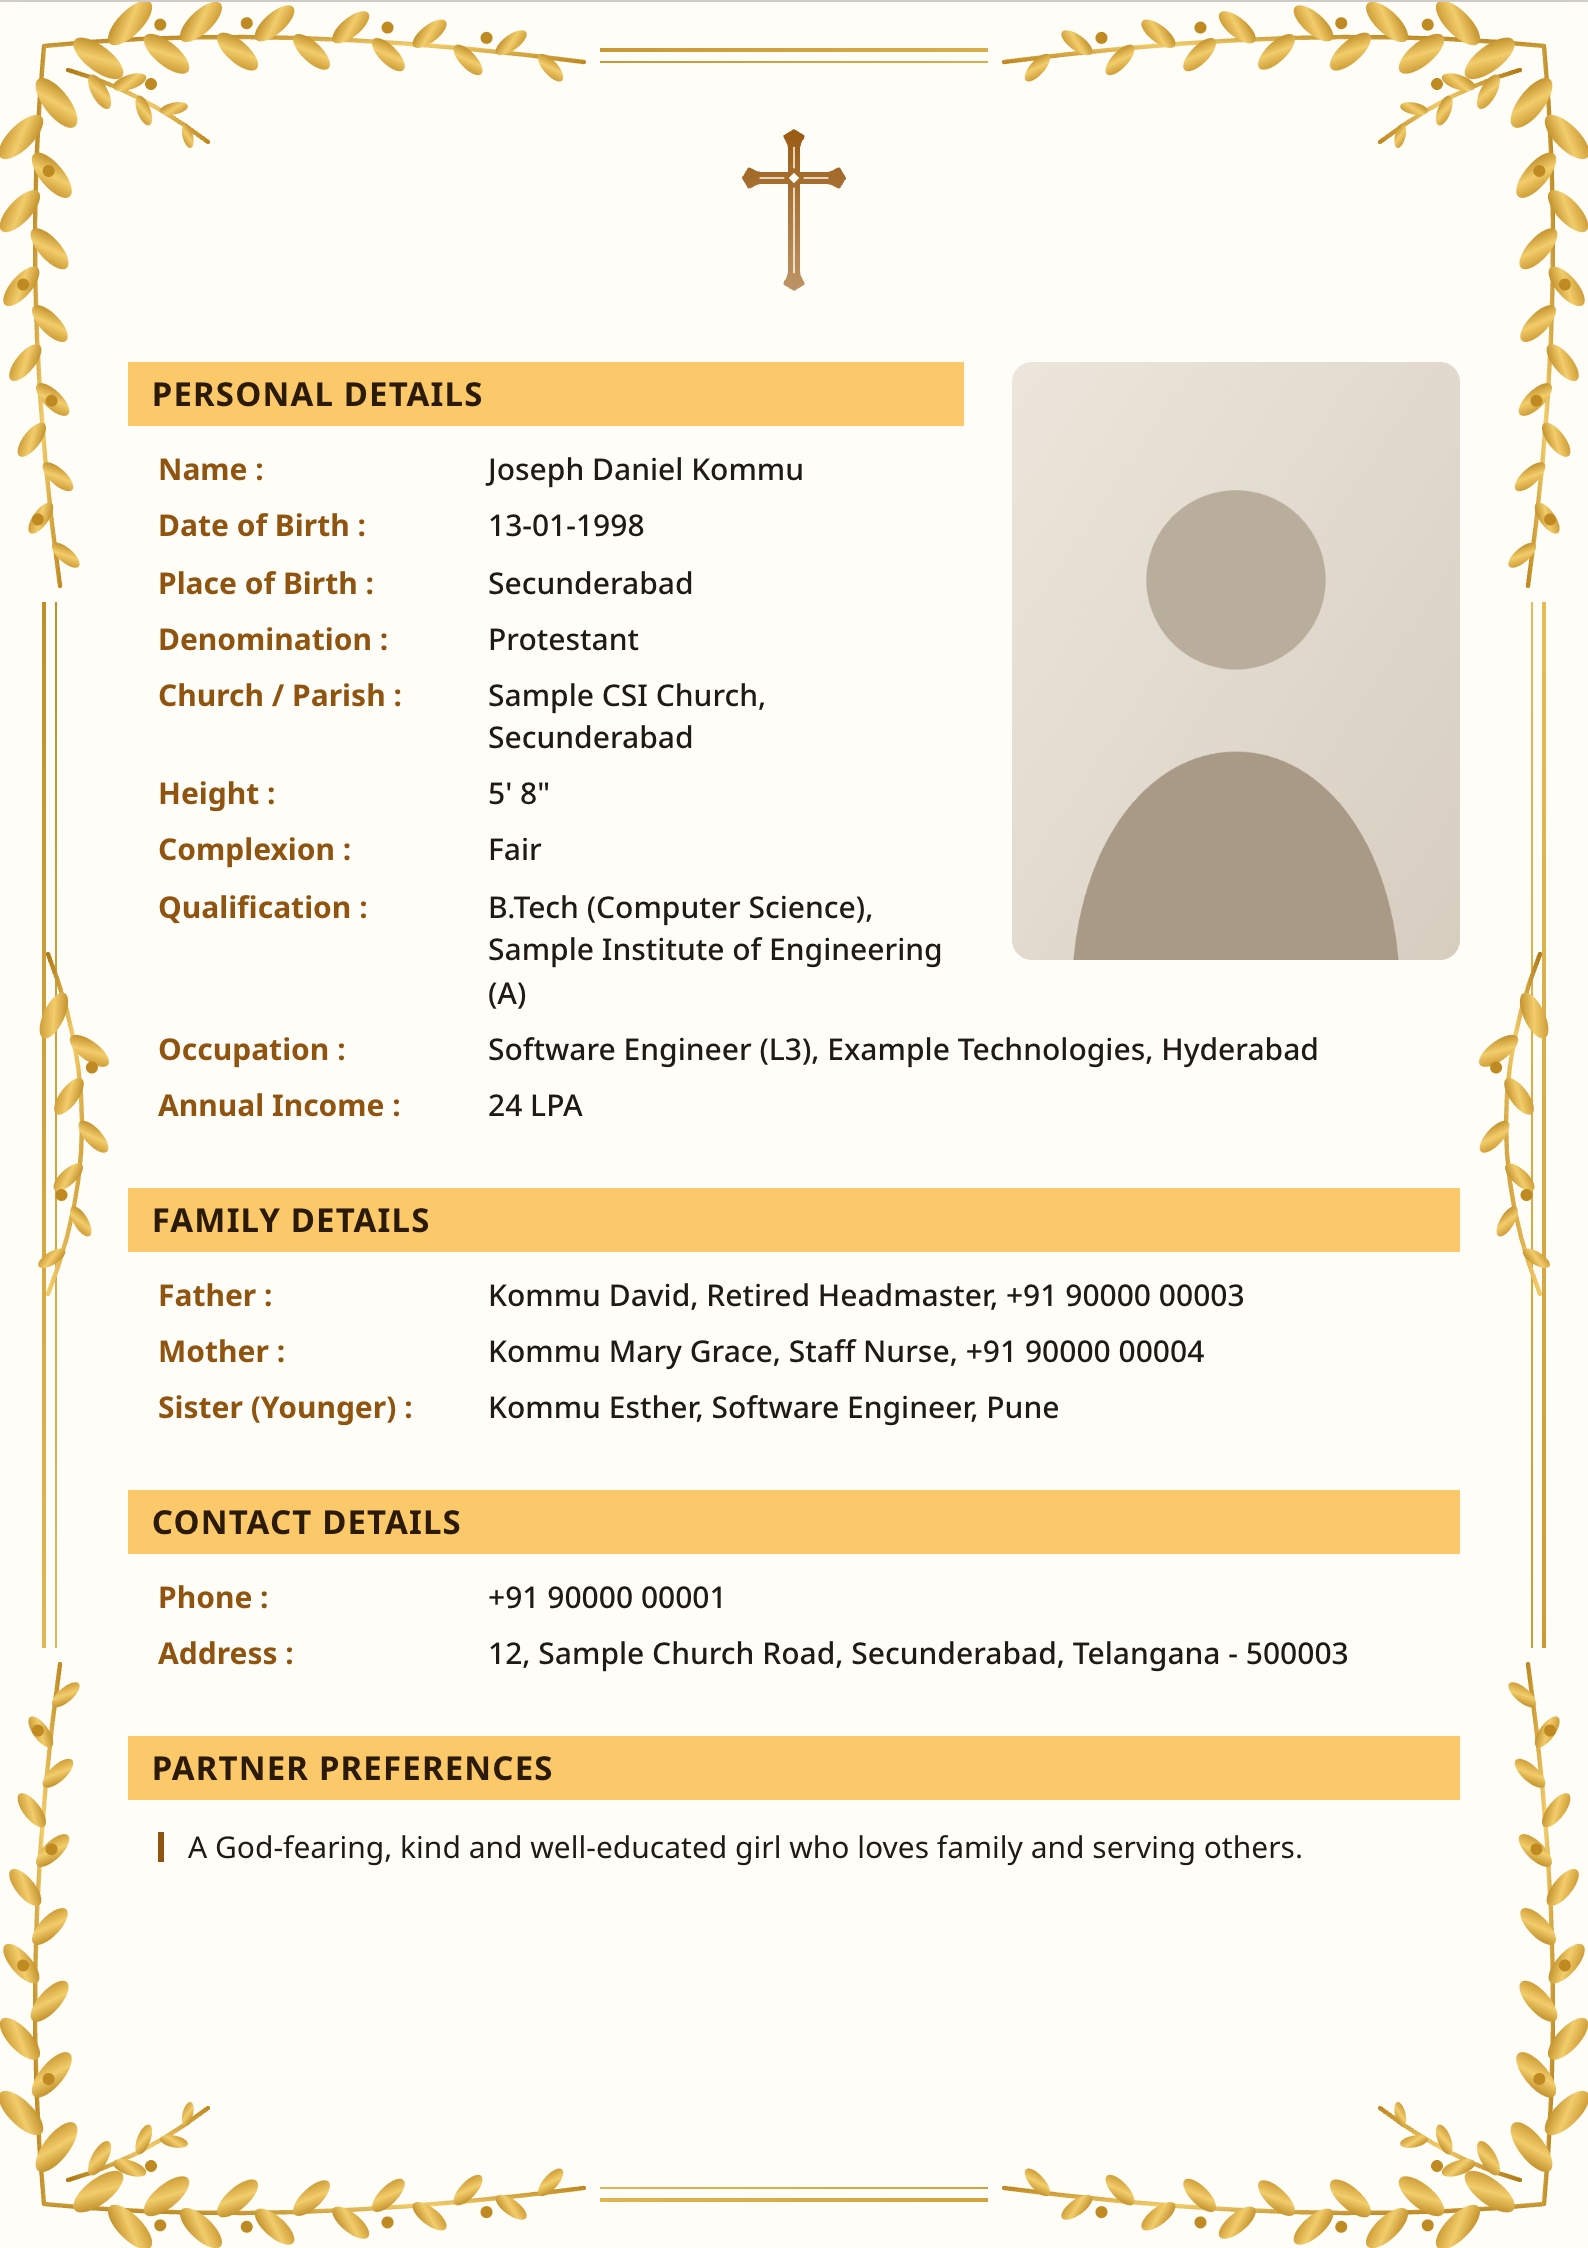 PERSONAL DETAILS
Name : Joseph Daniel Kommu
Date of Birth : 13-01-1998
Place of Birth : Secunderabad
Denomination : Protestant
Church / Parish : Sample CSI Church,
Secunderabad
Height : 5' 8"
Complexion : Fair
Qualification : B.Tech (Computer Science),
Sample Institute of Engineering
(A)
Occupation : Software Engineer (L3), Example Technologies, Hyderabad
Annual Income : 24 LPA
FAMILY DETAILS
Father : Kommu David, Retired Headmaster, +91 90000 00003
Mother : Kommu Mary Grace, Staff Nurse, +91 90000 00004
Sister (Younger) : Kommu Esther, Software Engineer, Pune
CONTACT DETAILS
Phone : +91 90000 00001
Address : 12, Sample Church Road, Secunderabad, Telangana - 500003
PARTNER PREFERENCES
A God-fearing, kind and well-educated girl who loves family and serving others.